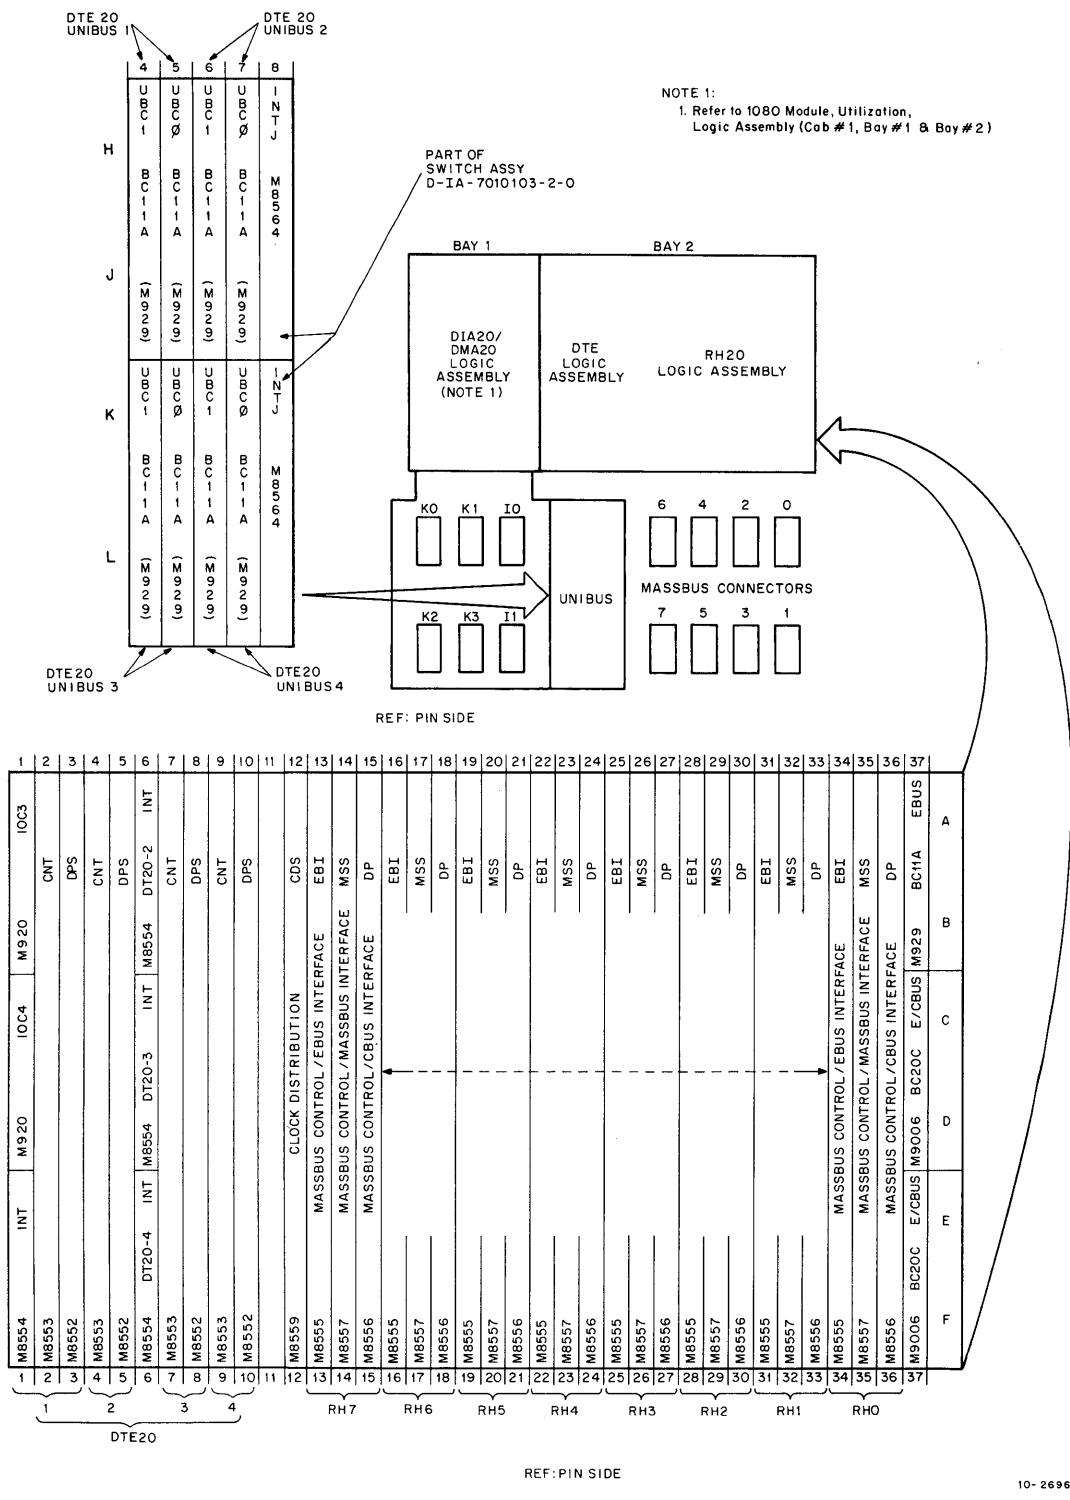 DTE 20
UNIBUS 1
DTE 20
UNIBUS 2
4 5 6 7 8
UBC1 BC11A (M929)
UBCØ BC11A (M929)
UBC1 BC11A (M929)
UBCØ BC11A (M929)
INTJ M8564
H
J
UBC1 BC11A (M929)
UBCØ BC11A (M929)
UBC1 BC11A (M929)
UBCØ BC11A (M929)
INTJ M8564
K
L
DTE20
UNIBUS 3
DTE20
UNIBUS 4
PART OF
SWITCH ASSY
D-IA-7010103-2-0
NOTE 1:
1. Refer to 1080 Module, Utilization,
Logic Assembly (Cab #1, Bay #1 & Bay #2)
BAY 1
BAY 2
DIA20/
DMA20
LOGIC
ASSEMBLY
(NOTE 1)
DTE
LOGIC
ASSEMBLY
RH20
LOGIC ASSEMBLY
K0 K1 I0
K2 K3 I1
UNIBUS
6 4 2 0
MASSBUS CONNECTORS
7 5 3 1
REF: PIN SIDE
1 2 3 4 5 6 7 8 9 10 11 12 13 14 15 16 17 18 19 20 21 22 23 24 25 26 27 28 29 30 31 32 33 34 35 36 37
M8554 INT M920 IOC4 M920 IOC3
M8553 CNT
M8552 DPS
M8553 CNT
M8552 DPS
M8554 DT20-4 INT M8554 DT20-3 INT M8554 DT20-2 INT
M8553 CNT
M8552 DPS
M8553 CNT
M8552 DPS
M8559 CLOCK DISTRIBUTION CDS
M8555 MASSBUS CONTROL/EBUS INTERFACE EBI
M8557 MASSBUS CONTROL/MASSBUS INTERFACE MSS
M8556 MASSBUS CONTROL/CBUS INTERFACE DP
M8555 EBI
M8557 MSS
M8556 DP
M8555 EBI
M8557 MSS
M8556 DP
M8555 EBI
M8557 MSS
M8556 DP
M8555 EBI
M8557 MSS
M8556 DP
M8555 EBI
M8557 MSS
M8556 DP
M8555 EBI
M8557 MSS
M8556 DP
M8555 MASSBUS CONTROL/EBUS INTERFACE EBI
M8557 MASSBUS CONTROL/MASSBUS INTERFACE MSS
M8556 MASSBUS CONTROL/CBUS INTERFACE DP
M9006 BC20C E/CBUS M9006 BC20C E/CBUS M929 BC11A EBUS
A
B
C
D
E
F
1 2 3 4 5 6 7 8 9 10 11 12 13 14 15 16 17 18 19 20 21 22 23 24 25 26 27 28 29 30 31 32 33 34 35 36 37
1 2 3 4 RH7 RH6 RH5 RH4 RH3 RH2 RH1 RH0
DTE20
REF: PIN SIDE
10-2696